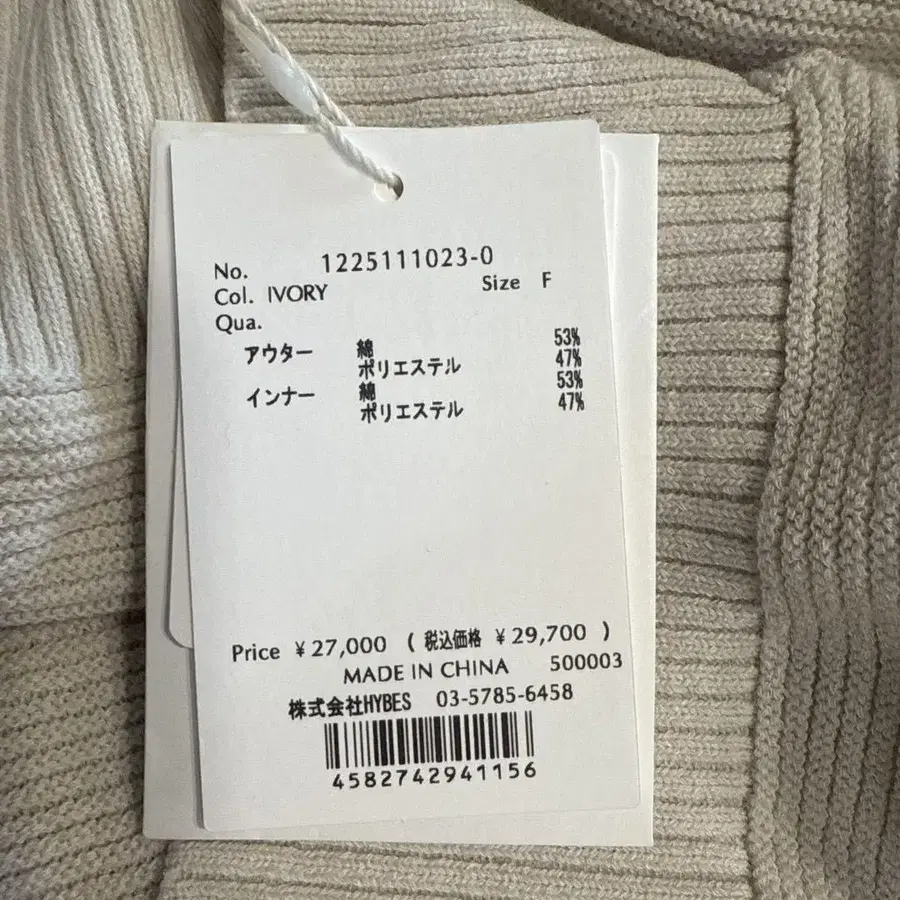 No. 1225111023-0
Col. IVORY Size F
Qua.
アウター 綿 53%
ポリエステル 47%
インナー 綿 53%
ポリエステル 47%
Price ¥27,000 ( 税込価格 ¥29,700 )
MADE IN CHINA 500003
株式会社HYBES 03-5785-6458
4582742941156